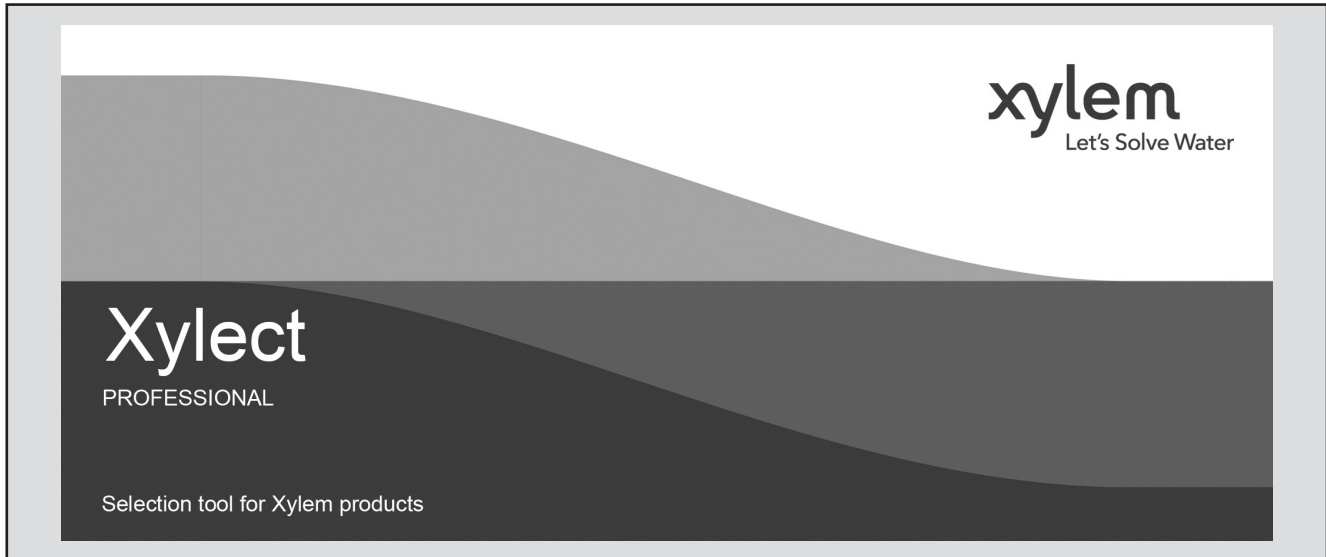 xylem
Let's Solve Water
Xylect
PROFESSIONAL
Selection tool for Xylem products